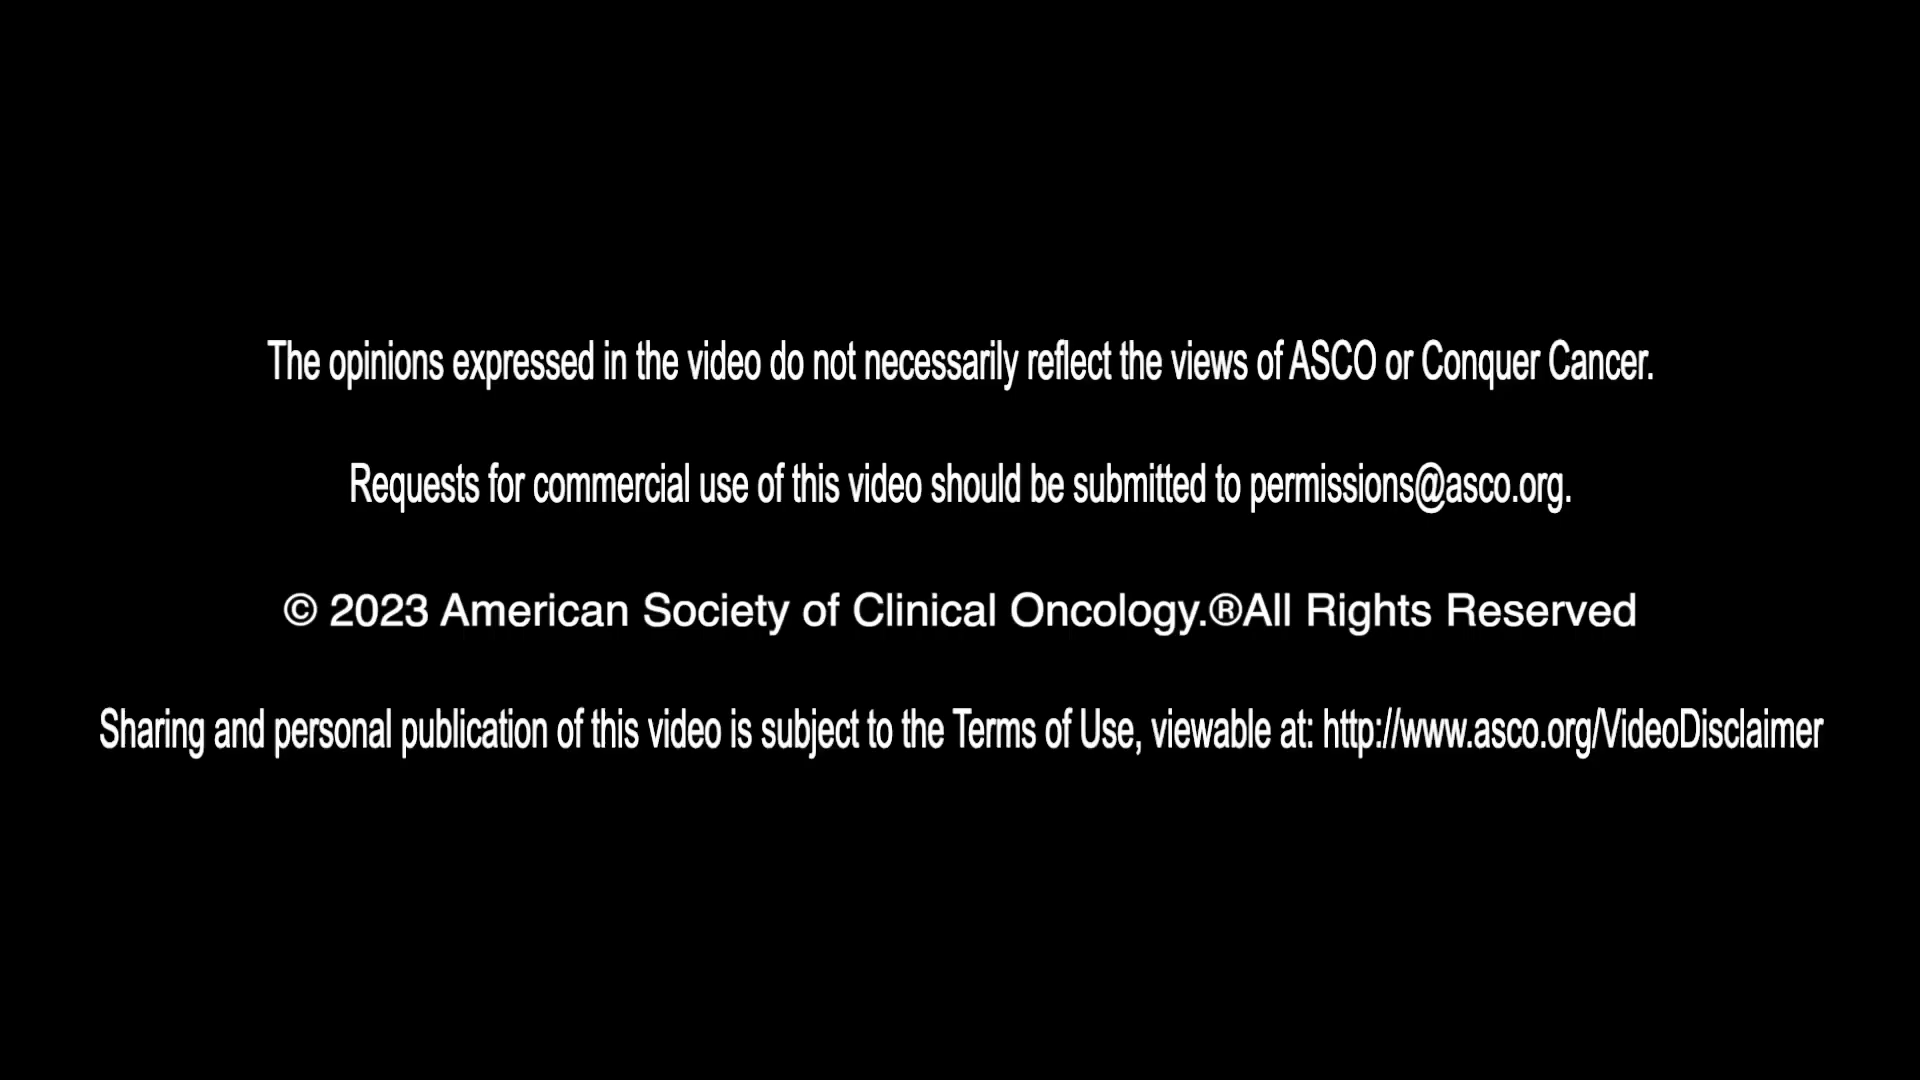 The opinions expressed in the video do not necessarily reflect the views of ASCO or Conquer Cancer.
Requests for commercial use of this video should be submitted to permissions@asco.org.
© 2023 American Society of Clinical Oncology.®All Rights Reserved
Sharing and personal publication of this video is subject to the Terms of Use, viewable at: http://www.asco.org/VideoDisclaimer